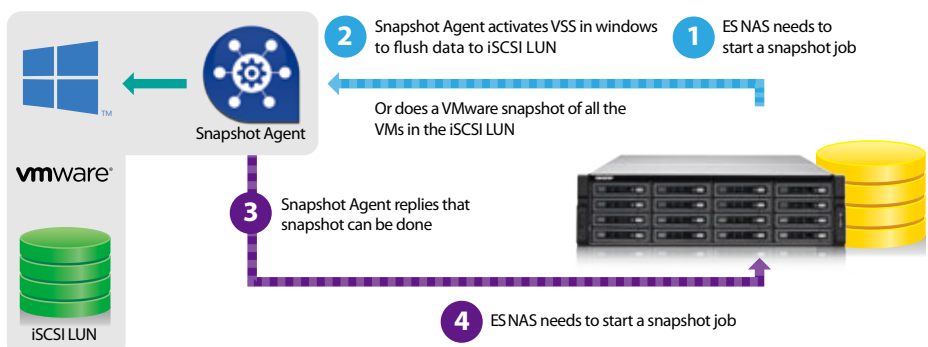 2
Snapshot Agent activates VSS in windows
to flush data to iSCSI LUN
1
ES NAS needs to
start a snapshot job
TM
Snapshot Agent
Or does a VMware snapshot of all the
VMs in the iSCSI LUN
vmware®
3
Snapshot Agent replies that
snapshot can be done
iSCSI LUN
4
ES NAS needs to start a snapshot job